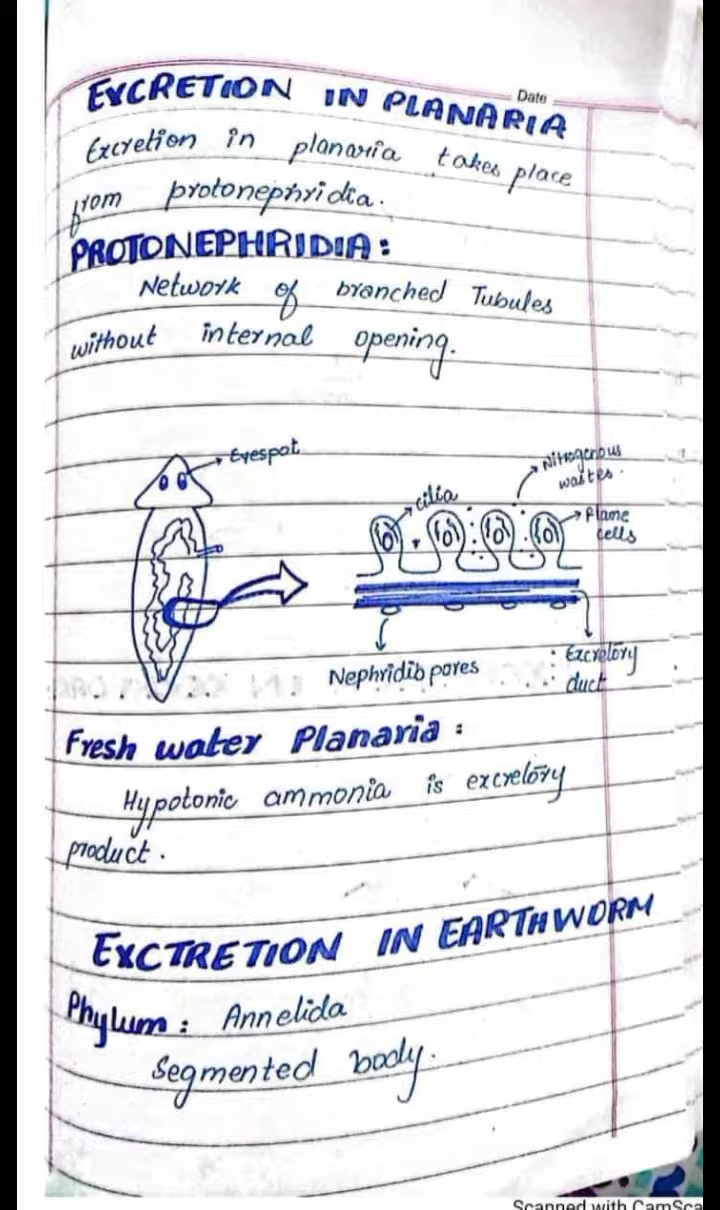 Date
EXCRETION IN PLANARIA
Excretion in planaria takes place
from protonephridia.
PROTONEPHRIDIA:
Network of branched Tubules
without internal opening.
Eyespot
cilia
Nitrogenous
wastes.
Flame
cells
Nephridio pores
Excretory
duct
Fresh water Planaria:
Hypotonic ammonia is excretory
product.
EXCTRETION IN EARTHWORM
Phylum: Annelida
Segmented body.
Scanned with CamSca